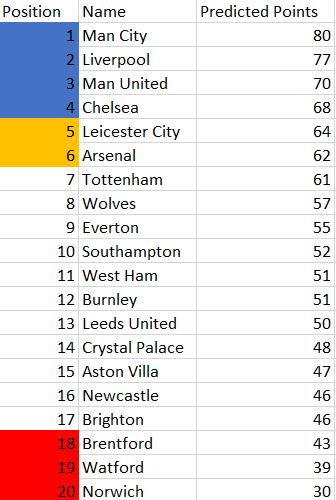 Position Name Predicted Points
1 Man City 80
2 Liverpool 77
3 Man United 70
4 Chelsea 68
5 Leicester City 64
6 Arsenal 62
7 Tottenham 61
8 Wolves 57
9 Everton 55
10 Southampton 52
11 West Ham 51
12 Burnley 51
13 Leeds United 50
14 Crystal Palace 48
15 Aston Villa 47
16 Newcastle 46
17 Brighton 46
18 Brentford 43
19 Watford 39
20 Norwich 30